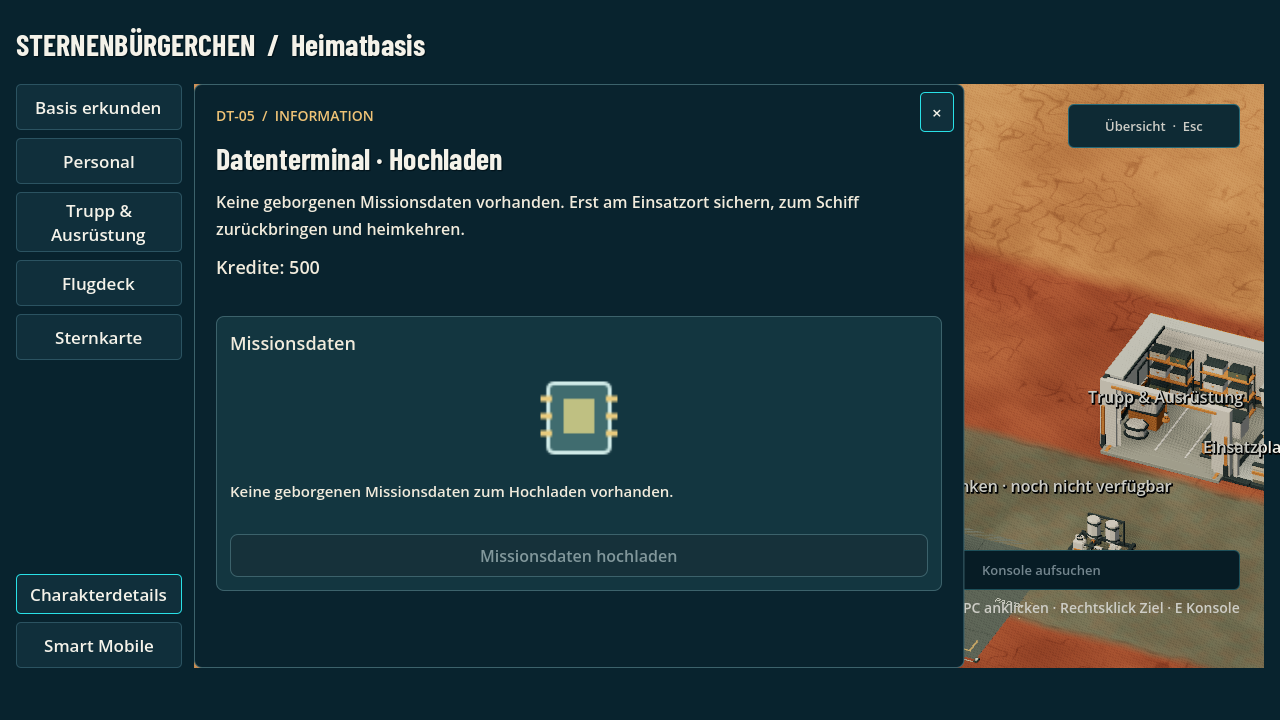 STERNENBÜRGERCHEN / Heimatbasis
Basis erkunden
Personal
Trupp &
Ausrüstung
Flugdeck
Sternkarte
Charakterdetails
Smart Mobile
DT-05 / INFORMATION
×
Datenterminal · Hochladen
Keine geborgenen Missionsdaten vorhanden. Erst am Einsatzort sichern, zum Schiff
zurückbringen und heimkehren.
Kredite: 500
Missionsdaten
Keine geborgenen Missionsdaten zum Hochladen vorhanden.
Missionsdaten hochladen
Übersicht · Esc
Trupp & Ausrüstung
Einsatzpla
nken · noch nicht verfügbar
Konsole aufsuchen
PC anklicken · Rechtsklick Ziel · E Konsole